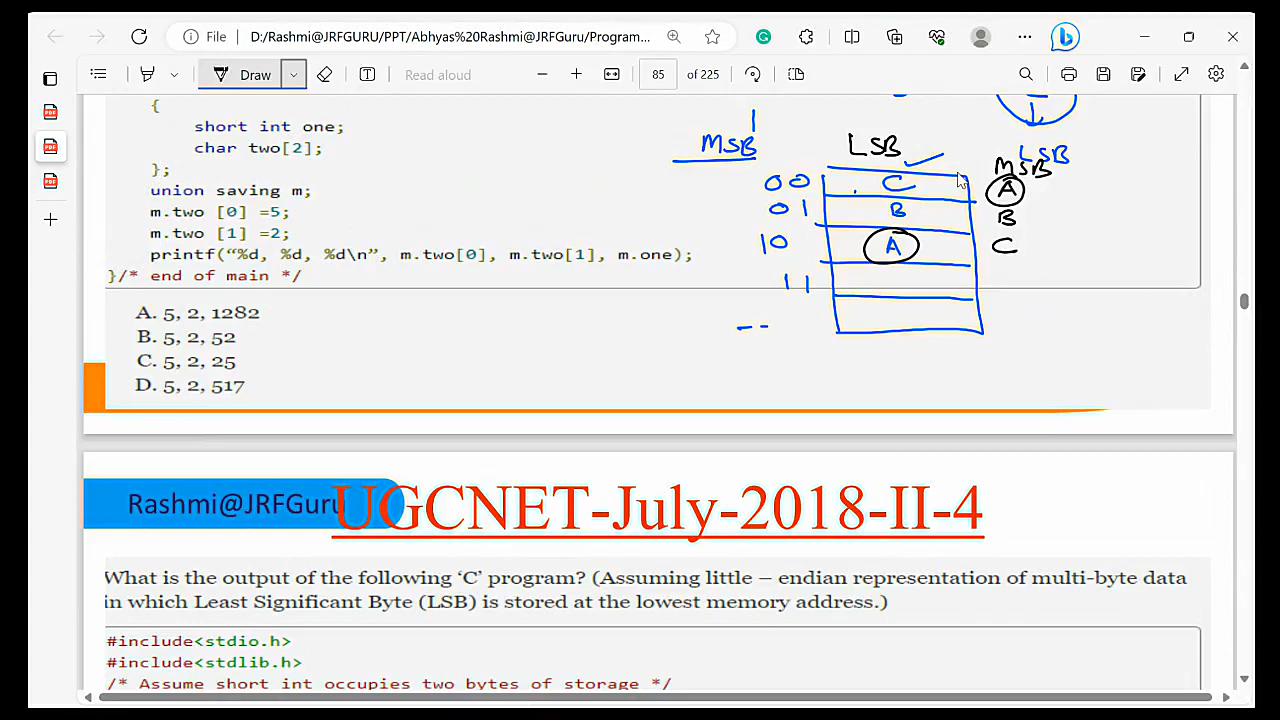 File D:/Rashmi@JRFGURU/PPT/Abhyas%20Rashmi@JRFGuru/Program...
Draw Read aloud 85 of 225
{
short int one;
char two[2];
};
union saving m;
m.two [0] =5;
m.two [1] =2;
printf(“%d, %d, %d\n”, m.two[0], m.two[1], m.one);
}/* end of main */
MSB LSB LSB
MSB
00 C A
01 B B
10 A C
11
A. 5, 2, 1282
B. 5, 2, 52
C. 5, 2, 25
D. 5, 2, 517
Rashmi@JRFGuru UGCNET-July-2018-II-4
What is the output of the following ‘C’ program? (Assuming little – endian representation of multi-byte data
in which Least Significant Byte (LSB) is stored at the lowest memory address.)
#include<stdio.h>
#include<stdlib.h>
/* Assume short int occupies two bytes of storage */